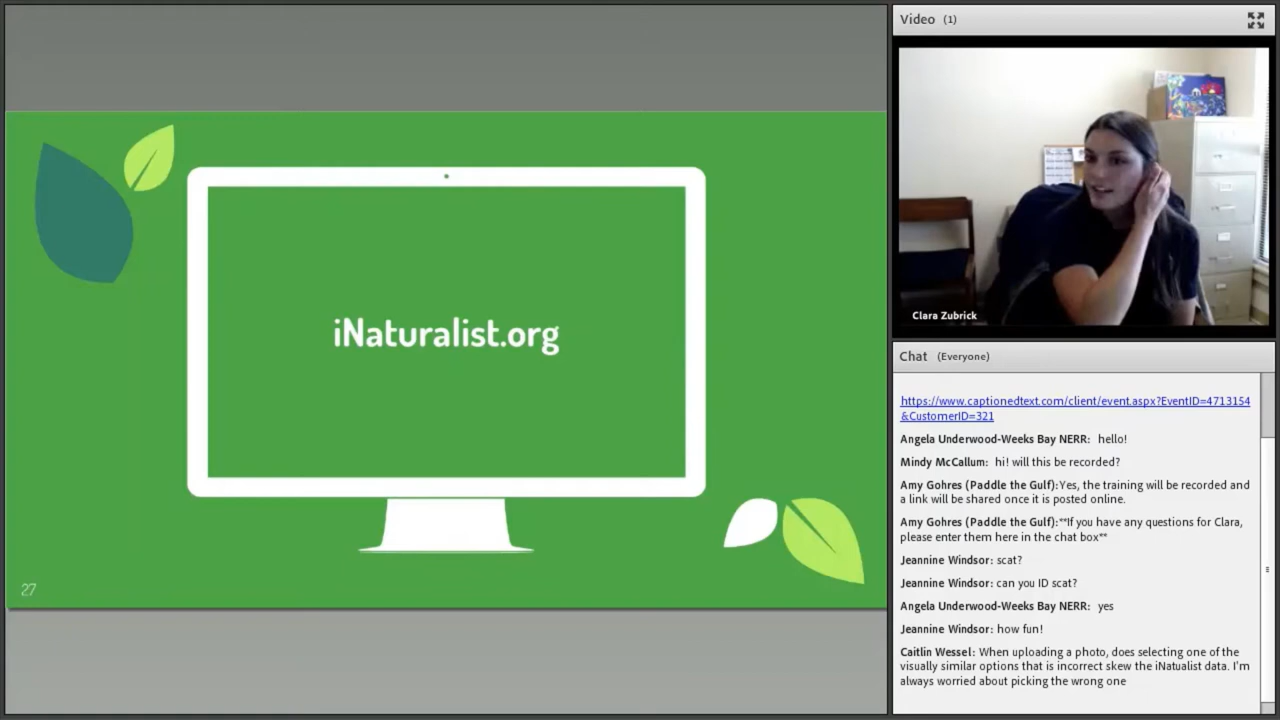 iNaturalist.org
27
Video (1)
Clara Zubrick
Chat (Everyone)
https://www.captionedtext.com/client/event.aspx?EventID=4713154
&CustomerID=321
Angela Underwood-Weeks Bay NERR: hello!
Mindy McCallum: hi! will this be recorded?
Amy Gohres (Paddle the Gulf): Yes, the training will be recorded and
a link will be shared once it is posted online.
Amy Gohres (Paddle the Gulf): **If you have any questions for Clara,
please enter them here in the chat box**
Jeannine Windsor: scat?
Jeannine Windsor: can you ID scat?
Angela Underwood-Weeks Bay NERR: yes
Jeannine Windsor: how fun!
Caitlin Wessel: When uploading a photo, does selecting one of the
visually similar options that is incorrect skew the iNatualist data. I'm
always worried about picking the wrong one